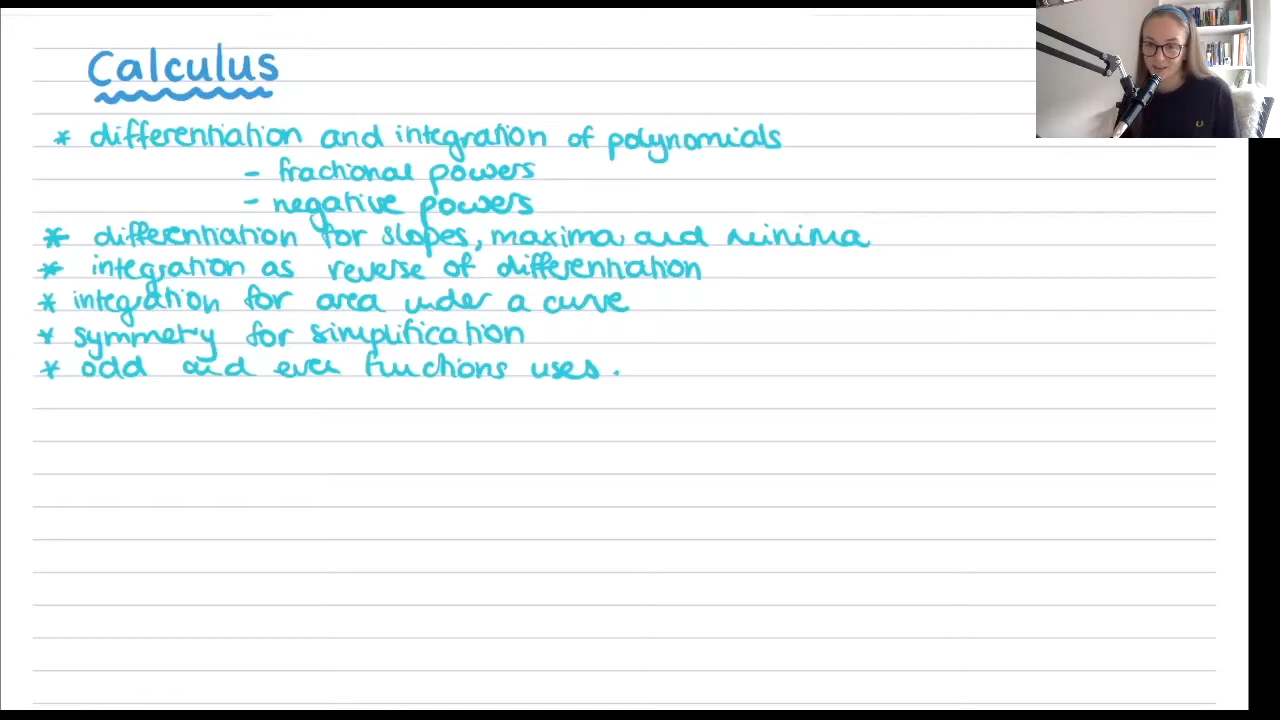 Calculus
* differentiation and integration of polynomials
- fractional powers
- negative powers
* differentiation for slopes, maxima and minima
* integration as reverse of differentiation
* integration for area under a curve
* symmetry for simplification
* odd and even functions uses.